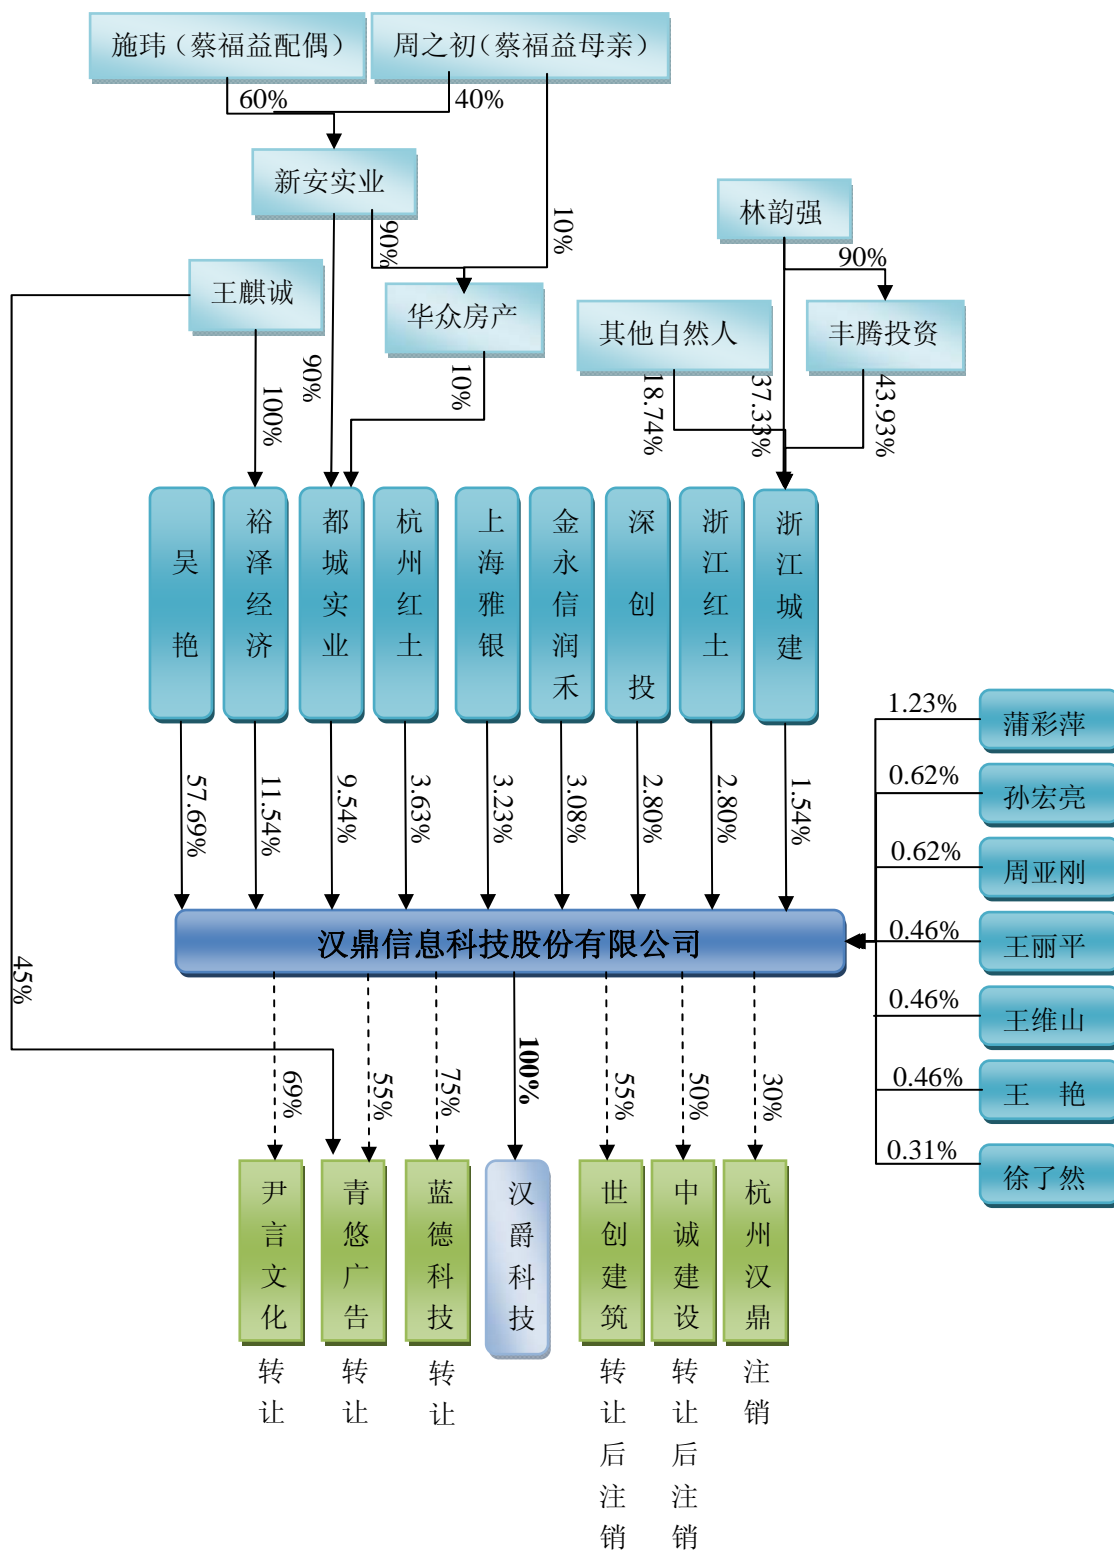 施玮（蔡福益配偶）
周之初（蔡福益母亲）
60%
40%
新安实业
林韵强
10%
90%
90%
王麒诚
华众房产
其他自然人
丰腾投资
90%
100%
10%
18.74%
37.33%
43.93%
吴艳
裕泽经济
都城实业
杭州红土
上海雅银
金永信润禾
深创投
浙江红土
浙江城建
57.69%
11.54%
9.54%
3.63%
3.23%
3.08%
2.80%
2.80%
1.54%
1.23%
蒲彩萍
0.62%
孙宏亮
0.62%
周亚刚
0.46%
王丽平
0.46%
王维山
0.46%
王 艳
0.31%
徐了然
汉鼎信息科技股份有限公司
45%
69%
55%
75%
100%
55%
50%
30%
尹言文化
青悠广告
蓝德科技
汉爵科技
世创建筑
中诚建设
杭州汉鼎
转让
转让
转让
转让后注销
转让后注销
注销